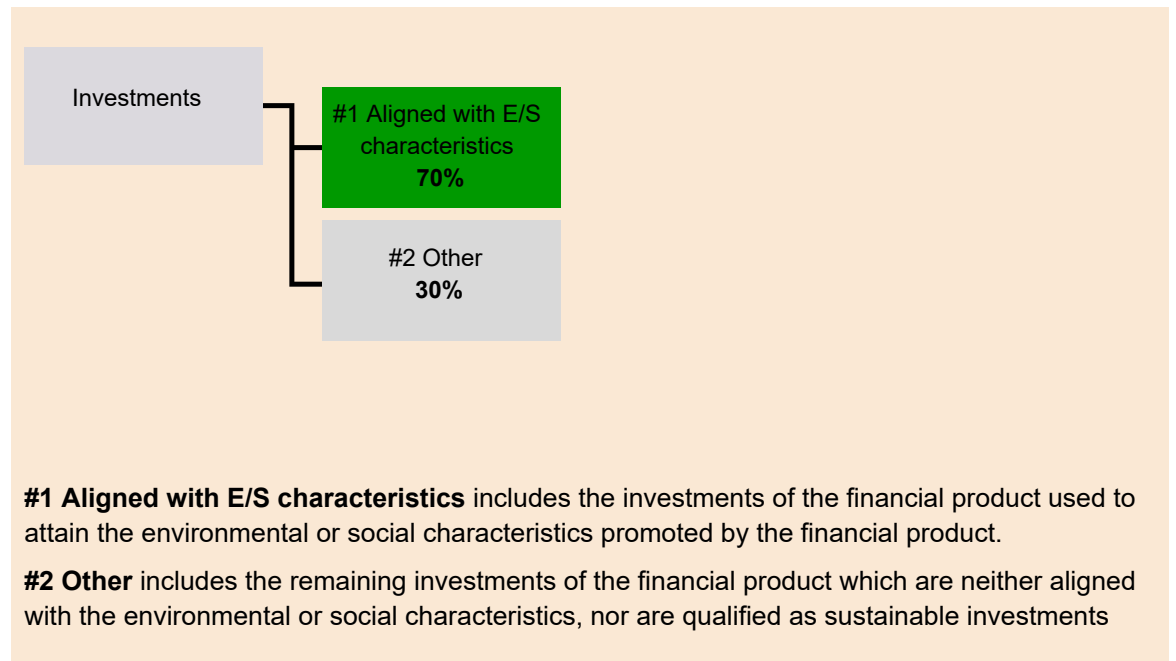 Investments
#1 Aligned with E/S
characteristics
70%
#2 Other
30%
#1 Aligned with E/S characteristics includes the investments of the financial product used to
attain the environmental or social characteristics promoted by the financial product.
#2 Other includes the remaining investments of the financial product which are neither aligned
with the environmental or social characteristics, nor are qualified as sustainable investments